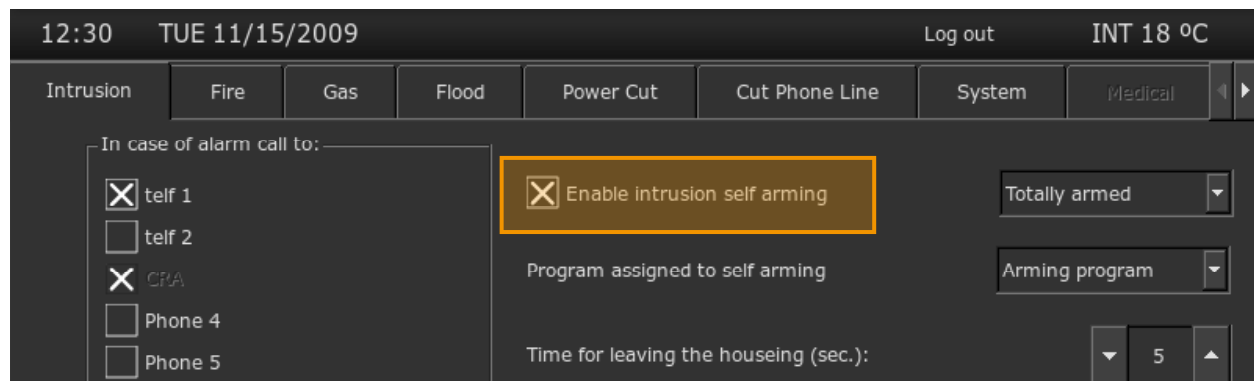 12:30 TUE 11/15/2009 Log out INT 18 ºC
Intrusion Fire Gas Flood Power Cut Cut Phone Line System Medical
In case of alarm call to:
telf 1
telf 2
CRA
Phone 4
Phone 5
Enable intrusion self arming Totally armed
Program assigned to self arming Arming program
Time for leaving the houseing (sec.): 5